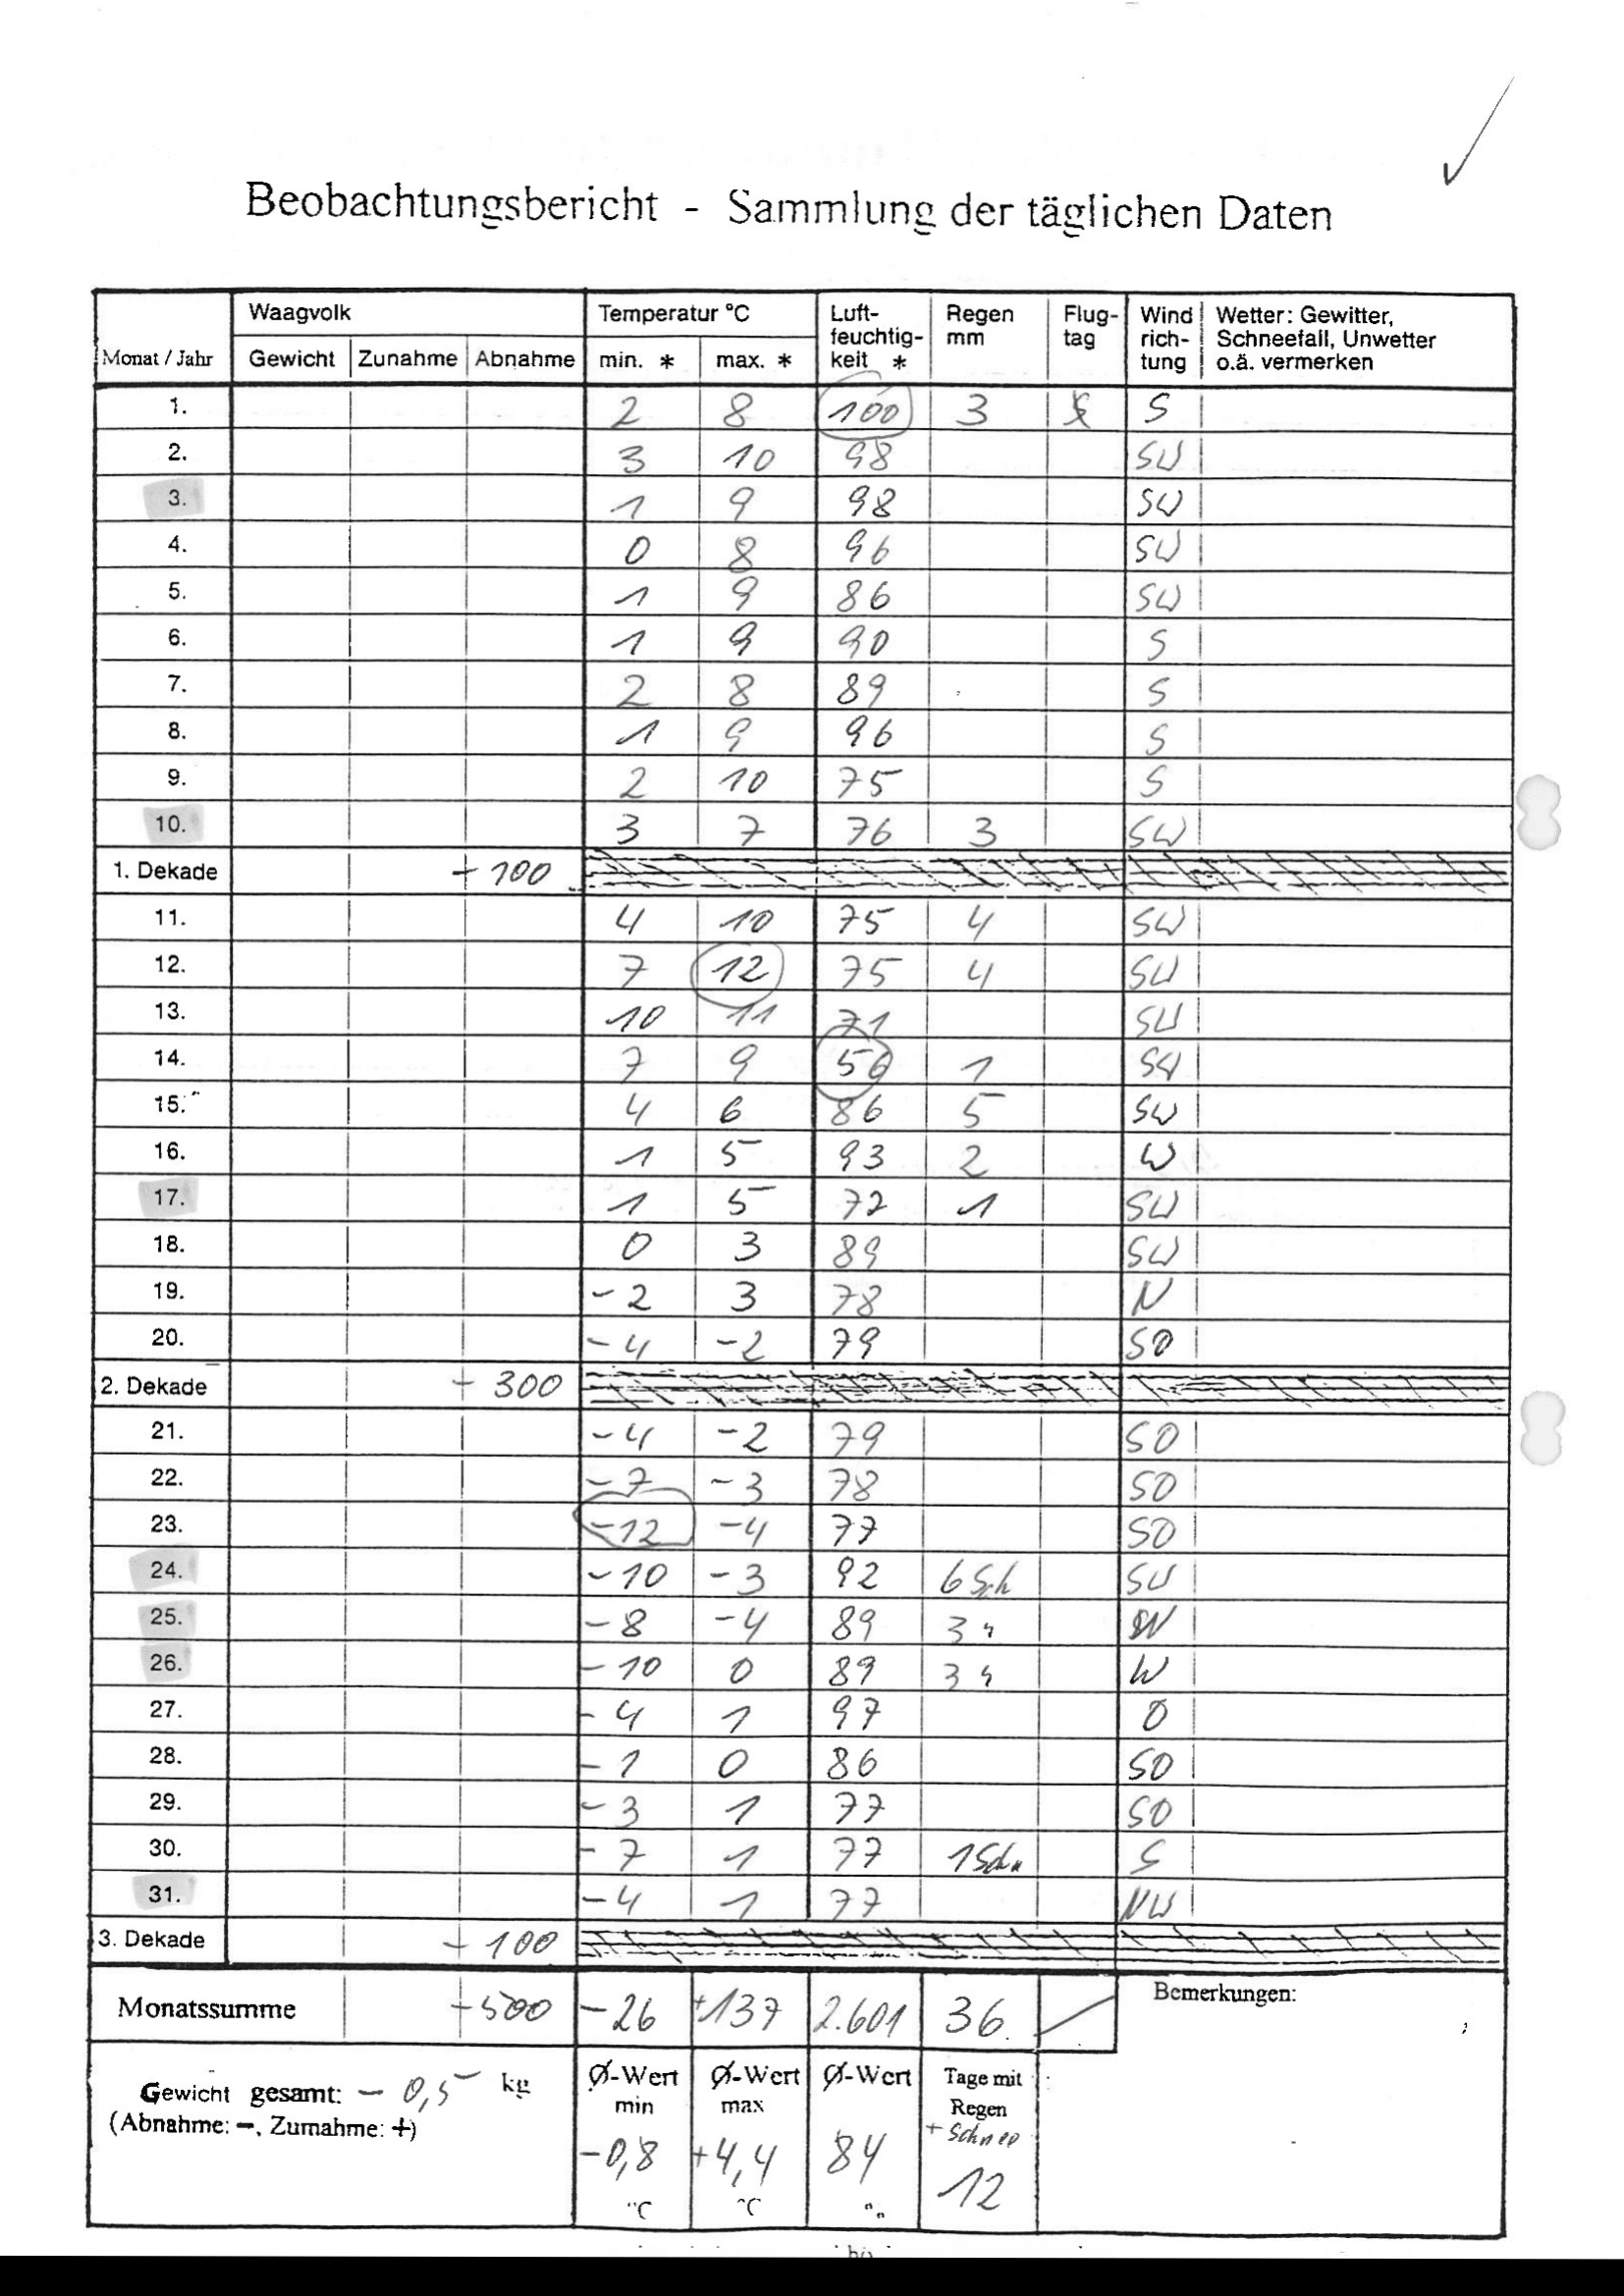 Beobachtungsbericht - Sammlung der täglichen Daten
Monat / Jahr Waagvolk Temperatur °C Luft-feuchtig-keit * Regen mm Flug-tag Wind rich-tung Wetter: Gewitter, Schneefall, Unwetter o.ä. vermerken
Gewicht Zunahme Abnahme min. * max. *
1. 2 8 100 3 S
2. 3 10 98 SW
3. 1 9 98 SW
4. 0 8 96 SW
5. 1 9 86 SW
6. 1 9 90 S
7. 2 8 89 S
8. 1 9 96 S
9. 2 10 75 S
10. 3 7 76 3 SW
1. Dekade - 100
11. 4 10 75 4 SW
12. 7 12 75 4 SW
13. 10 11 71 SW
14. 7 9 56 1 SW
15. 4 6 86 5 SW
16. 1 5 93 2 W
17. 1 5 72 1 SW
18. 0 3 89 SW
19. -2 3 78 N
20. -4 -2 79 SO
2. Dekade - 300
21. -4 -2 79 SO
22. -7 -3 78 SO
23. -12 -4 77 SO
24. -10 -3 92 6 Sch SW
25. -8 -4 89 3 " W
26. -10 0 89 3 " W
27. -4 1 97 O
28. -1 0 86 SO
29. -3 1 77 SO
30. -7 1 77 1 Schn S
31. -4 1 77 NW
3. Dekade - 100
Monatssumme -500 -26 +137 2.601 36. Bemerkungen:
Gewicht gesamt: - 0,5 kg
(Abnahme: -, Zumahme: +)
Ø-Wert min -0,8 °C
Ø-Wert max +4,4 °C
Ø-Wert 84
Tage mit Regen + Schnee 12